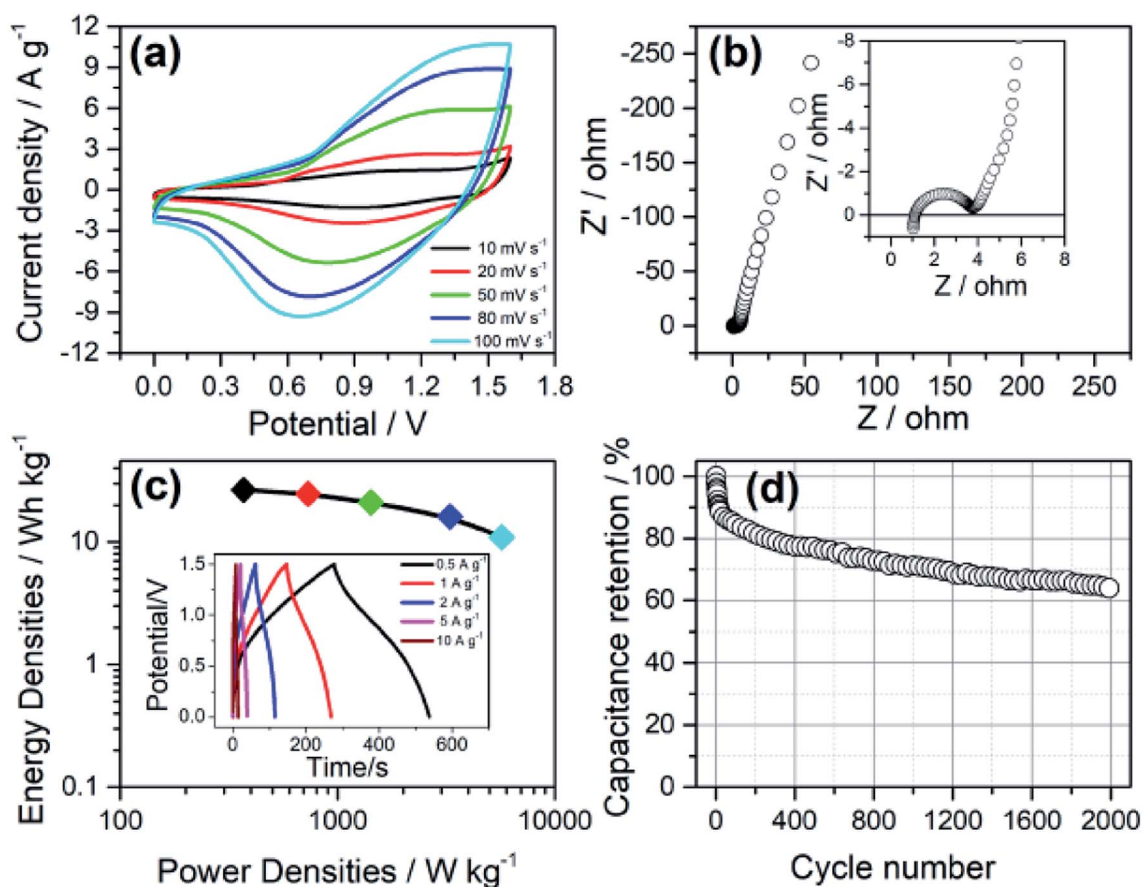 (a)
Current density / A g⁻¹
12
9
6
3
0
-3
-6
-9
-12
10 mV s⁻¹
20 mV s⁻¹
50 mV s⁻¹
80 mV s⁻¹
100 mV s⁻¹
0.0 0.3 0.6 0.9 1.2 1.5 1.8
Potential / V
(b)
Z' / ohm
-250
-200
-150
-100
-50
0
Z' / ohm
-8
-6
-4
-2
0
0 2 4 6 8
Z / ohm
0 50 100 150 200 250
Z / ohm
(c)
Energy Densities / Wh kg⁻¹
10
1
0.1
Potential/V
1.5
1.0
0.5
0.0
0.5 A g⁻¹
1 A g⁻¹
2 A g⁻¹
5 A g⁻¹
10 A g⁻¹
0 200 400 600
Time/s
100 1000 10000
Power Densities / W kg⁻¹
(d)
Capacitance retention / %
100
80
60
40
20
0
0 400 800 1200 1600 2000
Cycle number